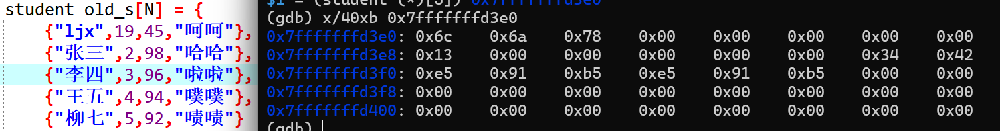 student old_s[N] = {
{"ljx",19,45,"呵呵"},
{"张三",2,98,"哈哈"},
{"李四",3,96,"啦啦"},
{"王五",4,94,"噗噗"},
{"柳七",5,92,"啧啧"}
$1 = (student (*)[5]) 0x7fffffffd3e0
(gdb) x/40xb 0x7fffffffd3e0
0x7fffffffd3e0: 0x6c 0x6a 0x78 0x00 0x00 0x00 0x00 0x00
0x7fffffffd3e8: 0x13 0x00 0x00 0x00 0x00 0x00 0x34 0x42
0x7fffffffd3f0: 0xe5 0x91 0xb5 0xe5 0x91 0xb5 0x00 0x00
0x7fffffffd3f8: 0x00 0x00 0x00 0x00 0x00 0x00 0x00 0x00
0x7fffffffd400: 0x00 0x00 0x00 0x00 0x00 0x00 0x00 0x00
(gdb)